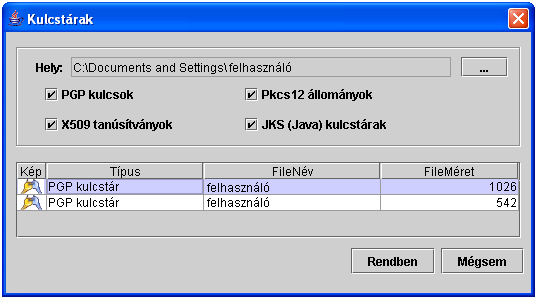 Kulcstárak
Hely: C:\Documents and Settings\felhasználó ...
PGP kulcsok Pkcs12 állományok
X509 tanúsítványok JKS (Java) kulcstárak
Kép Típus FileNév FileMéret
PGP kulcstár felhasználó 1026
PGP kulcstár felhasználó 542
Rendben Mégsem